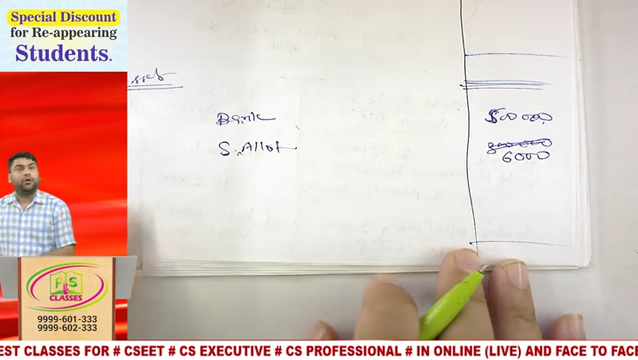 Special Discount
for Re-appearing
Students.
Bank 500000
S. Allot 800000
6000
CLASSES
9999-601-333
9999-602-333
EST CLASSES FOR # CSEET # CS EXECUTIVE # CS PROFESSIONAL # IN ONLINE (LIVE) AND FACE TO FAC